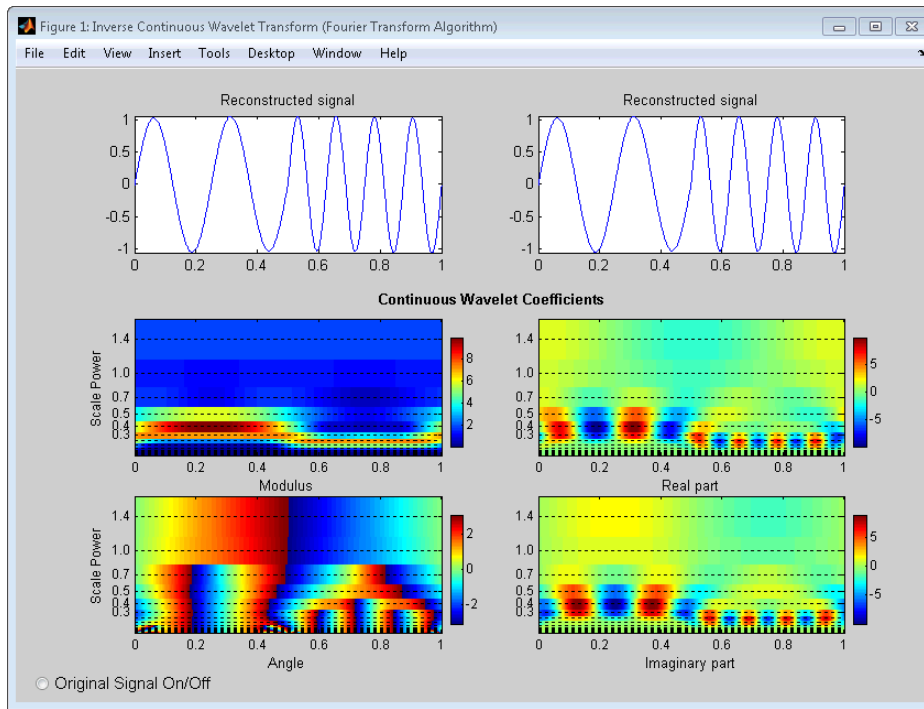 Figure 1: Inverse Continuous Wavelet Transform (Fourier Transform Algorithm)
File Edit View Insert Tools Desktop Window Help
Reconstructed signal
1
0.5
0
-0.5
-1
0 0.2 0.4 0.6 0.8 1
Reconstructed signal
1
0.5
0
-0.5
-1
0 0.2 0.4 0.6 0.8 1
Continuous Wavelet Coefficients
Scale Power
1.4
1.0
0.7
0.5
0.4
0.3
0 0.2 0.4 0.6 0.8 1
Modulus
8
6
4
2
1.4
1.0
0.7
0.5
0.4
0.3
0 0.2 0.4 0.6 0.8 1
Real part
5
0
-5
Scale Power
1.4
1.0
0.7
0.5
0.4
0.3
0 0.2 0.4 0.6 0.8 1
Angle
2
0
-2
1.4
1.0
0.7
0.5
0.4
0.3
0 0.2 0.4 0.6 0.8 1
Imaginary part
5
0
-5
Original Signal On/Off